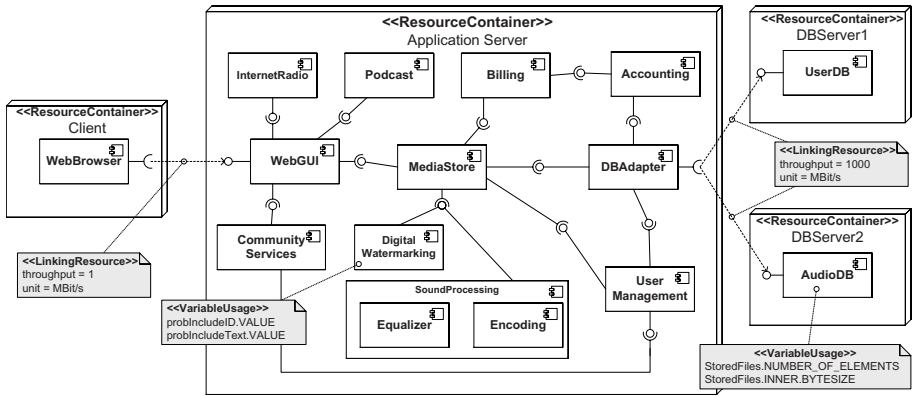 <<ResourceContainer>>
Application Server
<<ResourceContainer>>
DBServer1
UserDB
InternetRadio
Podcast
Billing
Accounting
<<ResourceContainer>>
Client
WebBrowser
WebGUI
MediaStore
DBAdapter
<<LinkingResource>>
throughput = 1000
unit = MBit/s
<<ResourceContainer>>
DBServer2
AudioDB
Community
Services
Digital
Watermarking
User
Management
<<LinkingResource>>
throughput = 1
unit = MBit/s
SoundProcessing
Equalizer
Encoding
<<VariableUsage>>
probIncludeID.VALUE
probIncludeText.VALUE
<<VariableUsage>>
StoredFiles.NUMBER_OF_ELEMENTS
StoredFiles.INNER.BYTESIZE